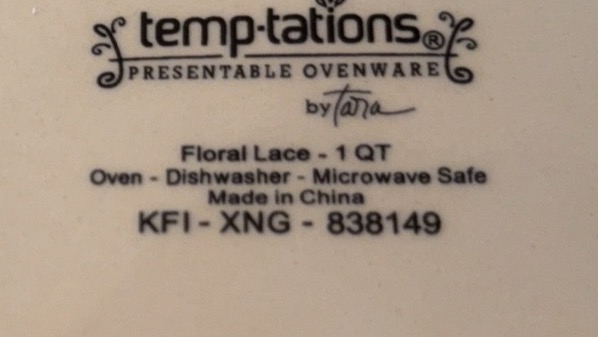 temp-tations®
PRESENTABLE OVENWARE
by Tara
Floral Lace - 1 QT
Oven - Dishwasher - Microwave Safe
Made in China
KFI - XNG - 838149